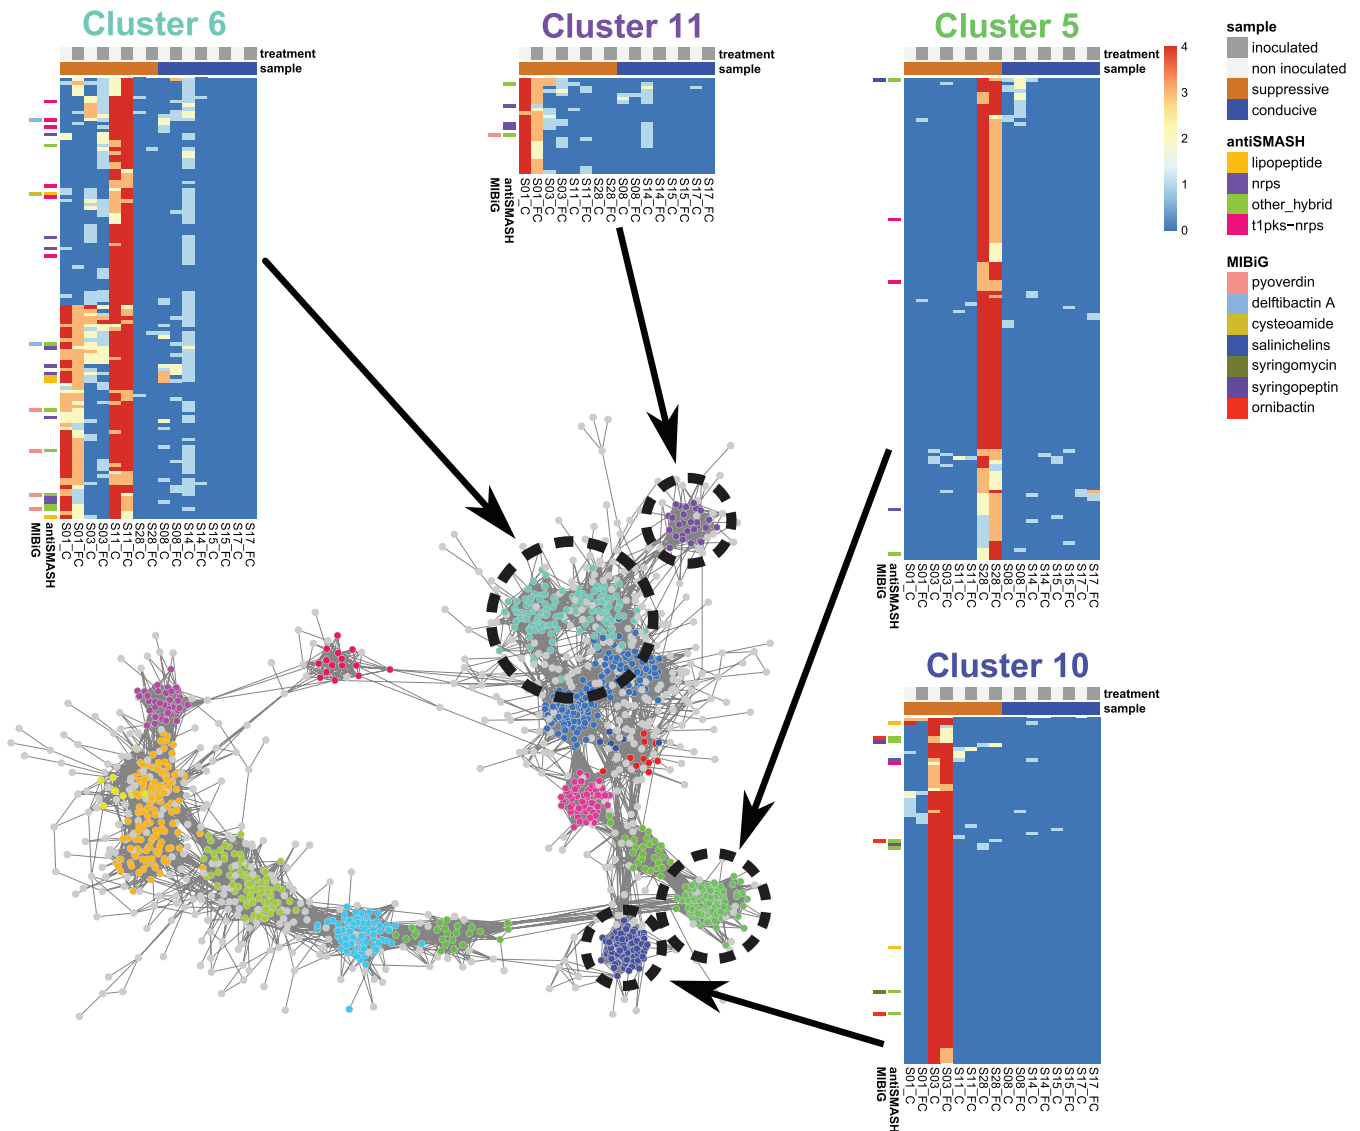 Cluster 6
treatment
sample
MIBiG
antiSMASH
S01_C
S01_FC
S03_C
S03_FC
S11_C
S11_FC
S28_C
S28_FC
S08_C
S08_FC
S14_C
S14_FC
S15_C
S15_FC
S17_C
S17_FC
Cluster 11
treatment
sample
MIBiG
antiSMASH
S01_C
S01_FC
S03_C
S03_FC
S11_C
S11_FC
S28_C
S28_FC
S08_C
S08_FC
S14_C
S14_FC
S15_C
S15_FC
S17_C
S17_FC
Cluster 5
treatment
sample
MIBiG
antiSMASH
S01_C
S01_FC
S03_C
S03_FC
S11_C
S11_FC
S28_C
S28_FC
S08_C
S08_FC
S14_C
S14_FC
S15_C
S15_FC
S17_C
S17_FC
4
3
2
1
0
sample
inoculated
non inoculated
suppressive
conducive
antiSMASH
lipopeptide
nrps
other_hybrid
t1pks−nrps
MIBiG
pyoverdin
delftibactin A
cysteoamide
salinichelins
syringomycin
syringopeptin
ornibactin
Cluster 10
treatment
sample
MIBiG
antiSMASH
S01_C
S01_FC
S03_C
S03_FC
S11_C
S11_FC
S28_C
S28_FC
S08_C
S08_FC
S14_C
S14_FC
S15_C
S15_FC
S17_C
S17_FC